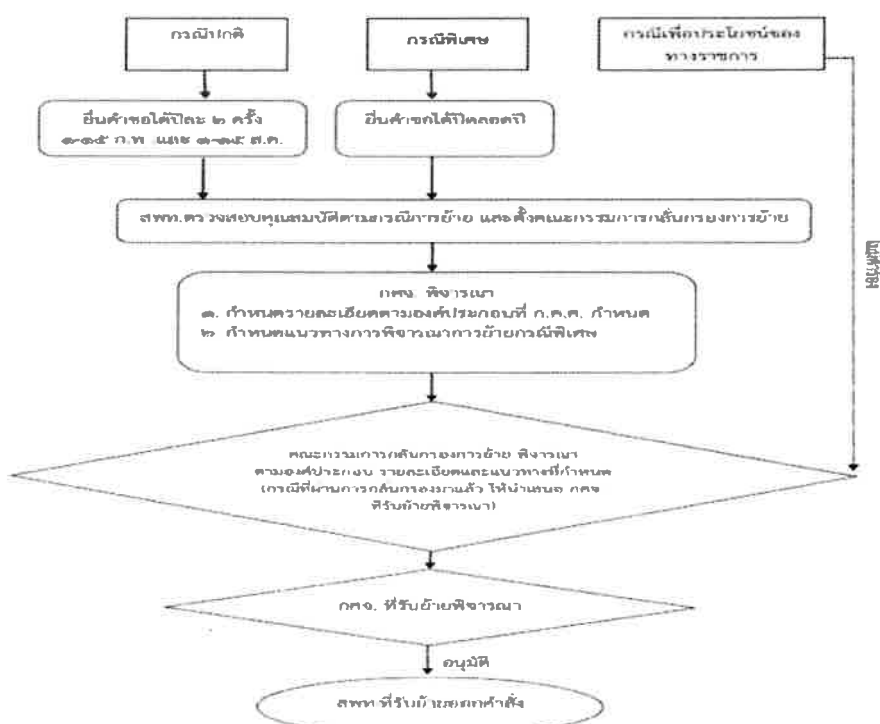 กรณีปกติ
กรณีพิเศษ
กรณีเพื่อประโยชน์ของ
ทางราชการ
ยื่นคำขอได้ปีละ ๒ ครั้ง
๑-๑๕ ก.พ. และ ๑-๑๕ ส.ค.
ยื่นคำขอได้ปีตลอดปี
สพท.ตรวจสอบคุณสมบัติตามกรณีการย้าย และตั้งคณะกรรมการกลั่นกรองการย้าย
กศจ. พิจารณา
๑. กำหนดรายละเอียดตามองค์ประกอบที่ ก.ค.ศ. กำหนด
๒. กำหนดแนวทางการพิจารณาการย้ายกรณีพิเศษ
คณะกรรมการกลั่นกรองการย้าย พิจารณา
ตามองค์ประกอบ รายละเอียดและแนวทางที่กำหนด
(กรณีที่ผ่านการกลั่นกรองมาแล้ว ให้นำเสนอ กศจ.
ที่รับย้ายพิจารณา)
กศจ. ที่รับย้ายพิจารณา
อนุมัติ
สพท.ที่รับย้ายออกคำสั่ง